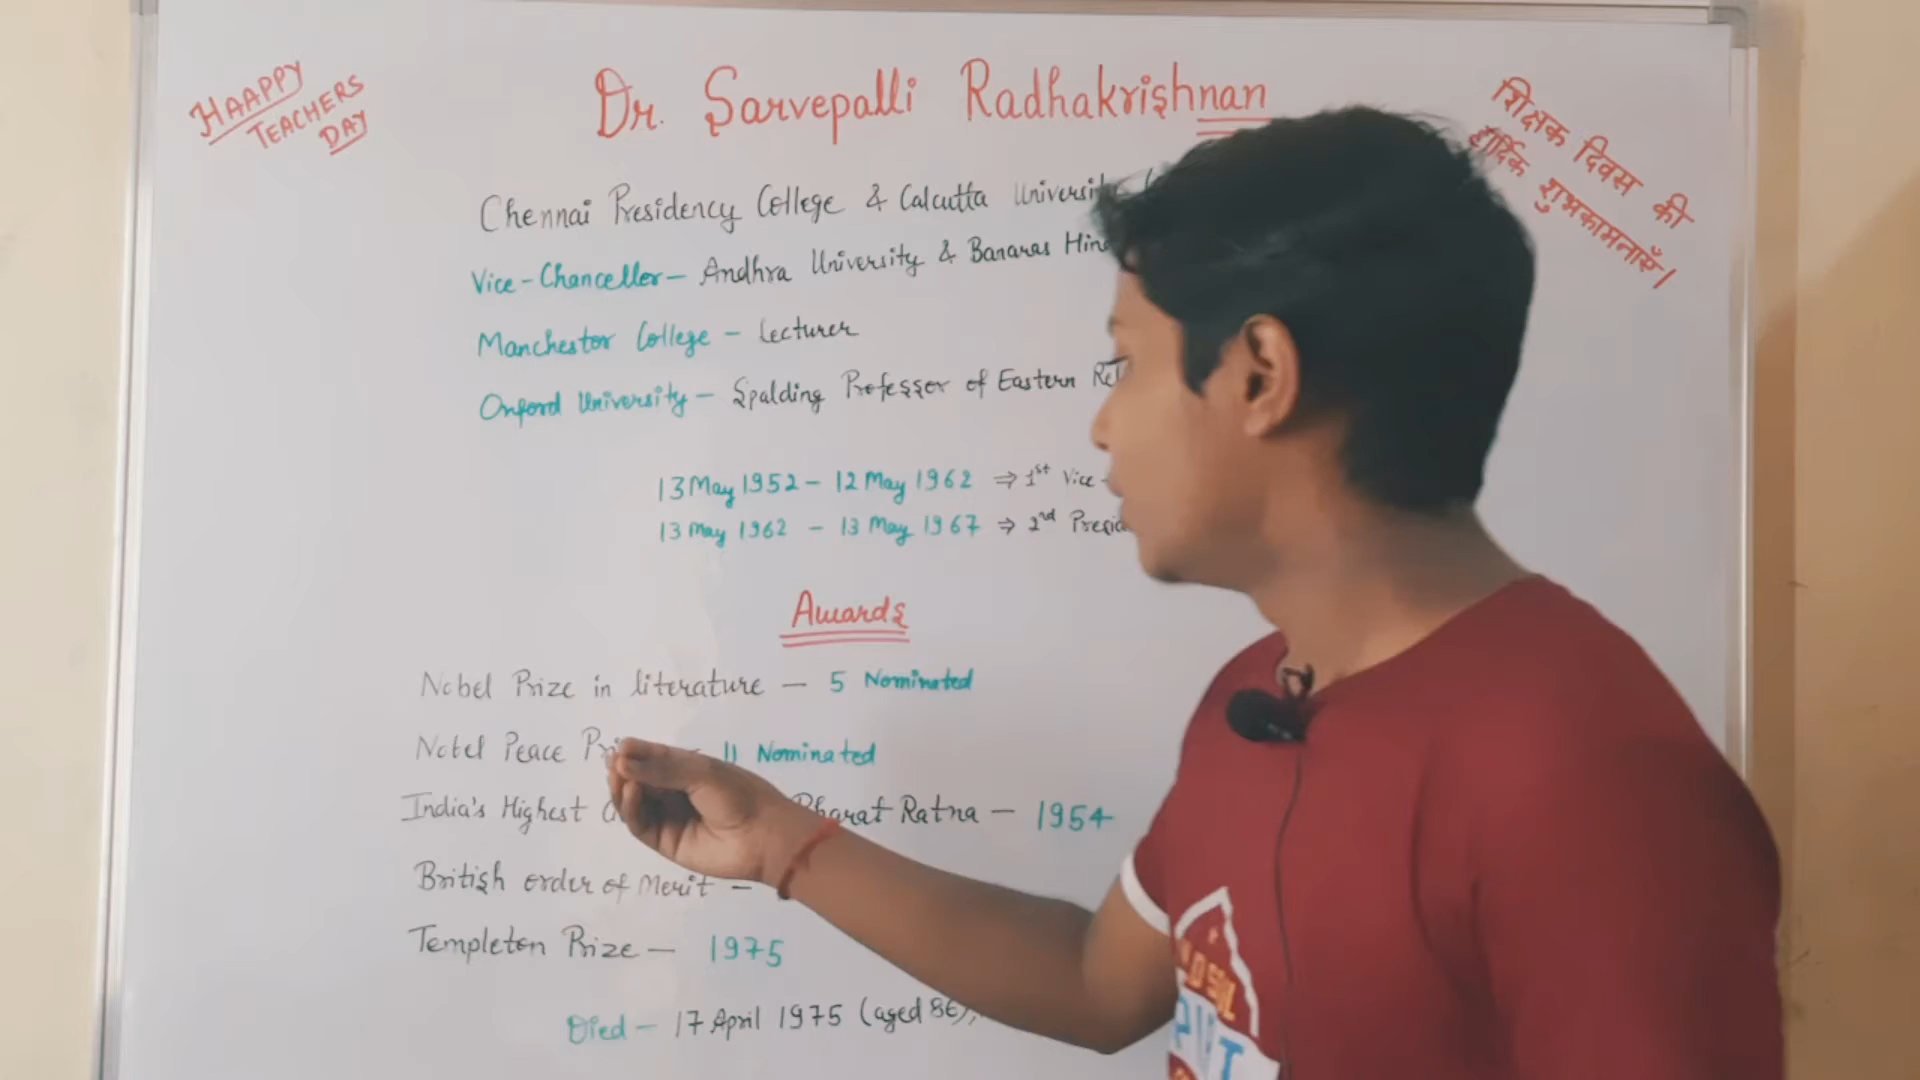 HAAPPY
TEACHERS
DAY
Dr. Sarvepalli Radhakrishnan
शिक्षक दिवस की
हार्दिक शुभकामनाएँ।
Chennai Presidency College & Calcutta
Vice-Chanceller - Andhra University & Banaras
Manchester College - Lecturer
Onford University - Spalding Professor of Eastern
13 May 1952 - 12 May 1962 ⇒ 1st Vice -
13 May 1962 - 13 May 1967 ⇒ 2nd
Awards
Nobel Prize in literature - 5 Nominated
Nobel Peace - 11 Nominated
India's Highest Bharat Ratna - 1954
British order of Merit -
Templeton Prize - 1975
Died - 17 April 1975 (aged 86),